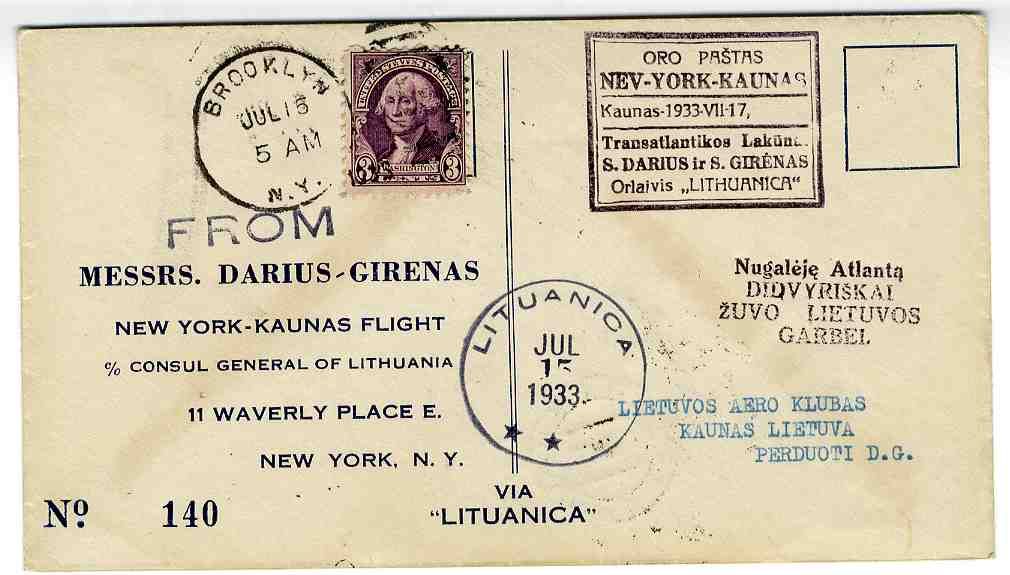 BROOKLYN
JUL 15
5 AM
N.Y.
UNITED STATES POSTAGE
3 WASHINGTON 3
ORO PAŠTAS
NEV-YORK-KAUNAS
Kaunas-1933-VII-17,
Transatlantikos Lakūn
S. DARIUS ir S. GIRĖNAS
Orlaivis „LITHUANICA“
FROM
MESSRS. DARIUS-GIRENAS
NEW YORK-KAUNAS FLIGHT
℅ CONSUL GENERAL OF LITHUANIA
11 WAVERLY PLACE E.
NEW YORK, N. Y.
Nº 140
LITUANICA
JUL
15
1933
VIA
"LITUANICA"
Nugalėję Atlantą
DIDVYRIŠKAI
ŽUVO LIETUVOS
GARBEI.
LIETUVOS AERO KLUBAS
KAUNAS LIETUVA
PERDUOTI D.G.